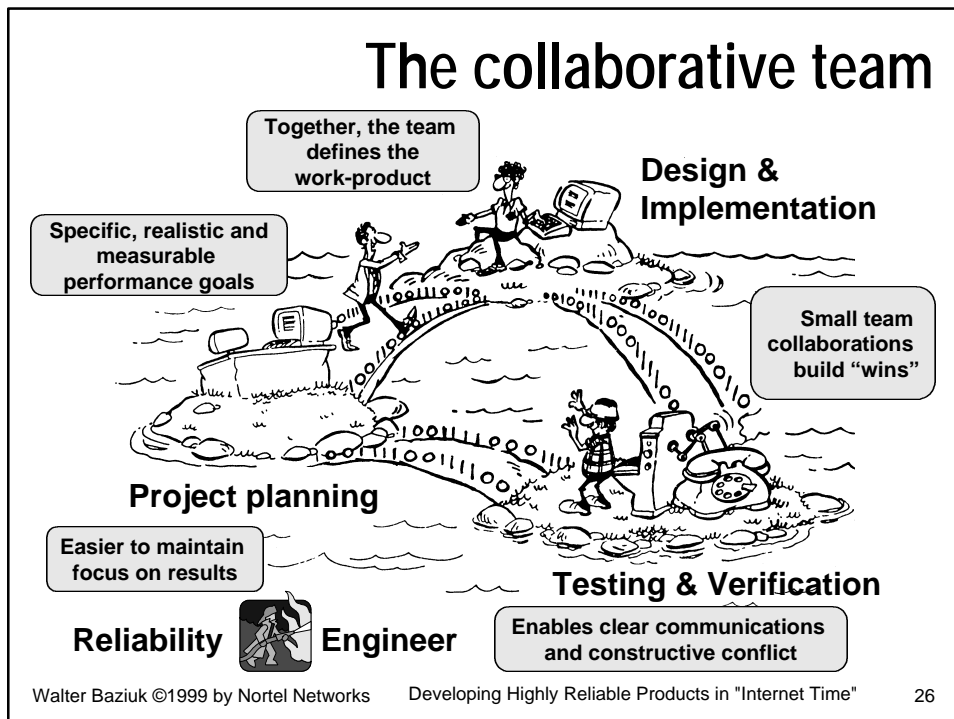 The collaborative team
Together, the team
defines the
work-product
Design &
Implementation
Specific, realistic and
measurable
performance goals
Small team
collaborations
build “wins”
Project planning
Easier to maintain
focus on results
Testing & Verification
Reliability Engineer
Enables clear communications
and constructive conflict
Walter Baziuk ©1999 by Nortel Networks Developing Highly Reliable Products in "Internet Time" 26